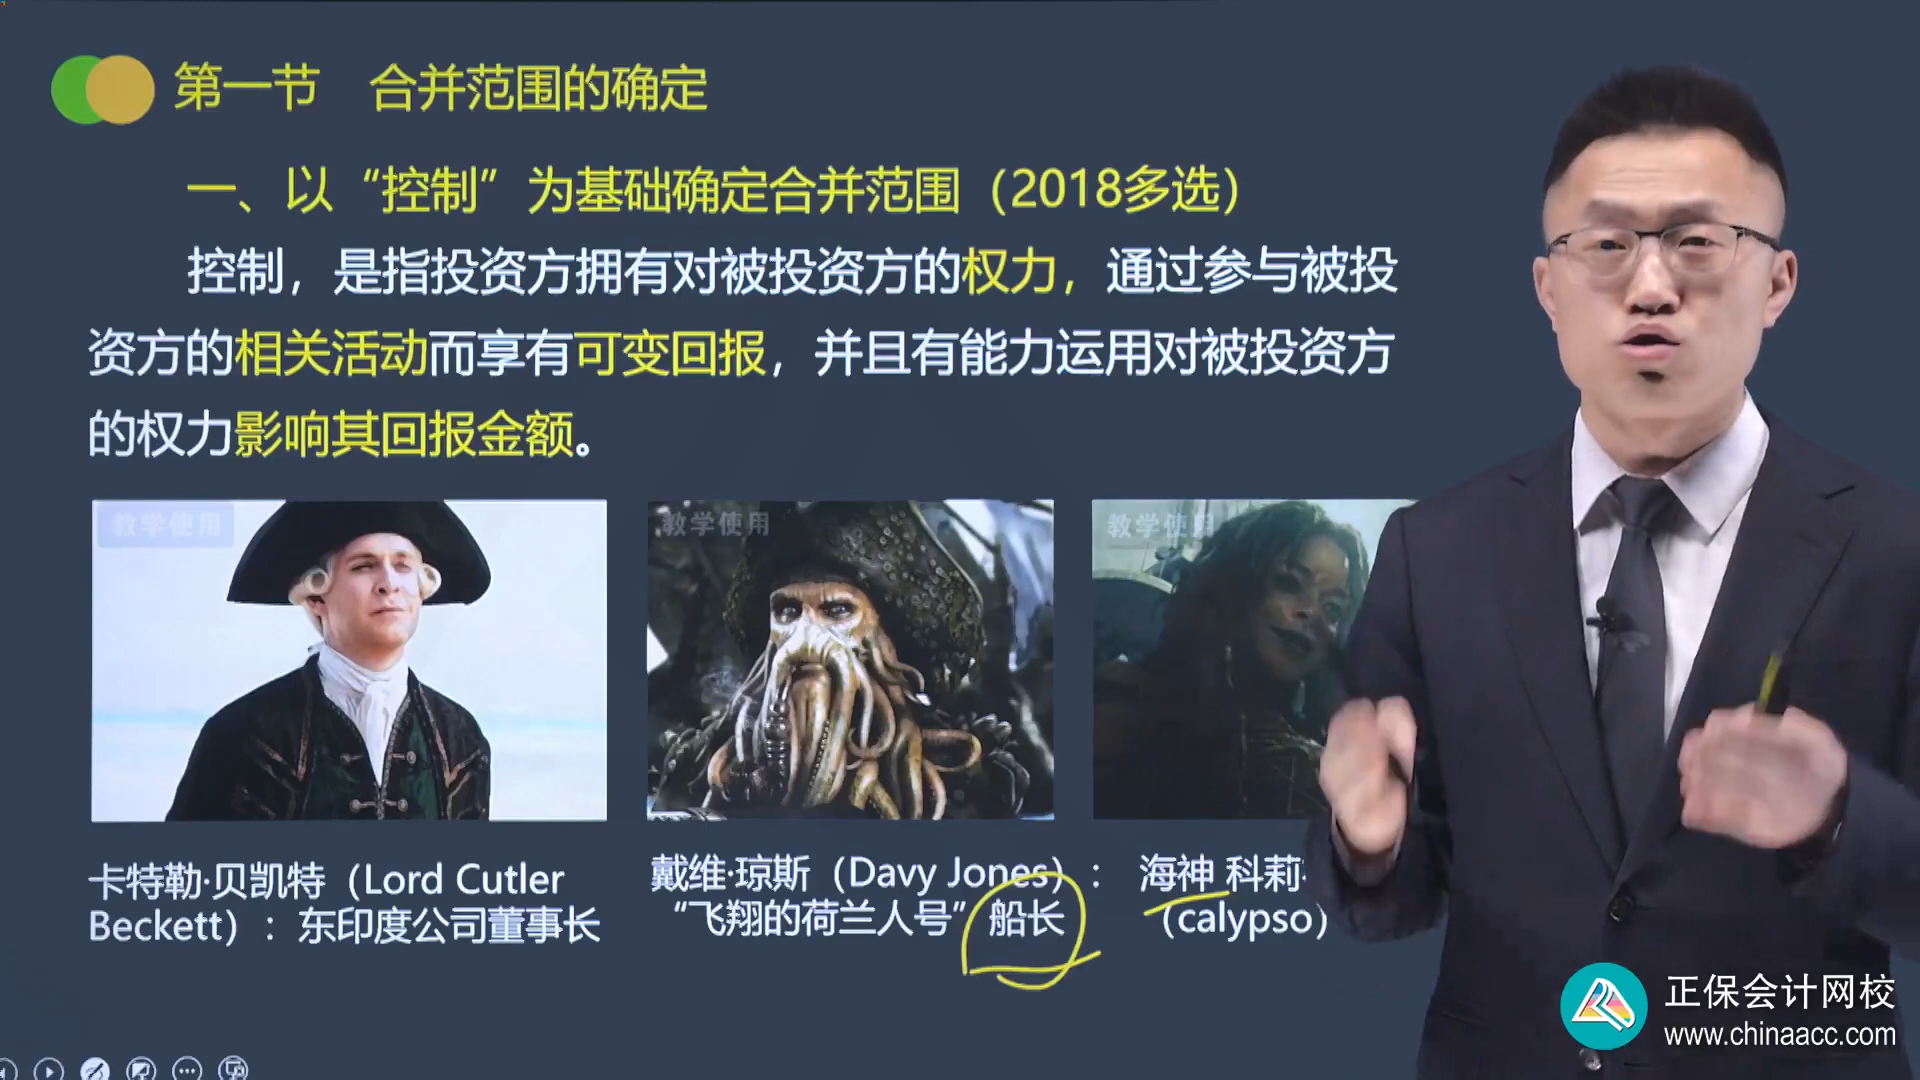 第一节 合并范围的确定
一、以“控制”为基础确定合并范围（2018多选）
控制，是指投资方拥有对被投资方的权力，通过参与被投
资方的相关活动而享有可变回报，并且有能力运用对被投资方
的权力影响其回报金额。
教学使用
教学使用
教学使用
卡特勒·贝凯特（Lord Cutler
Beckett）：东印度公司董事长
戴维·琼斯（Davy Jones）：
“飞翔的荷兰人号”船长
海神 科莉
（calypso）
正保会计网校
www.chinaacc.com